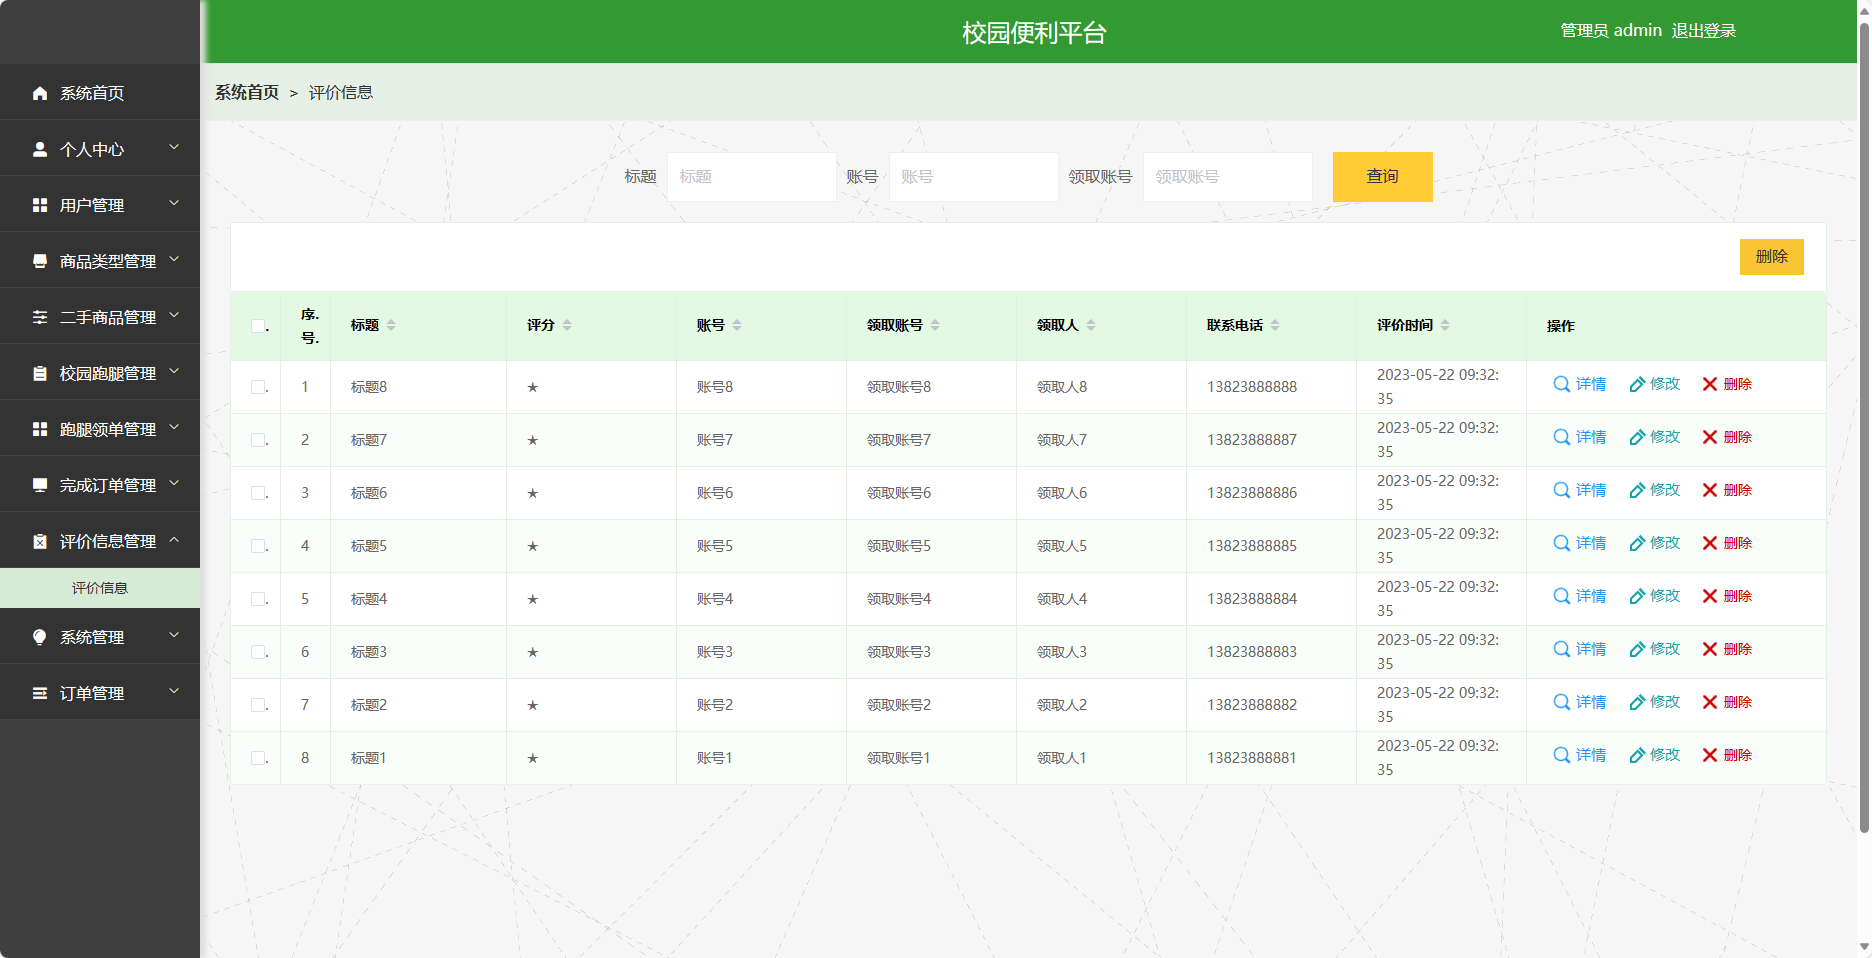 校园便利平台
管理员 admin 退出登录
系统首页
个人中心
用户管理
商品类型管理
二手商品管理
校园跑腿管理
跑腿领单管理
完成订单管理
评价信息管理
评价信息
系统管理
订单管理
系统首页 > 评价信息
标题 标题 账号 账号 领取账号 领取账号 查询
删除
. 序. 标题 评分 账号 领取账号 领取人 联系电话 评价时间 操作
号.
. 1 标题8 ★ 账号8 领取账号8 领取人8 13823888888 2023-05-22 09:32: 详情 修改 删除
35
. 2 标题7 ★ 账号7 领取账号7 领取人7 13823888887 2023-05-22 09:32: 详情 修改 删除
35
. 3 标题6 ★ 账号6 领取账号6 领取人6 13823888886 2023-05-22 09:32: 详情 修改 删除
35
. 4 标题5 ★ 账号5 领取账号5 领取人5 13823888885 2023-05-22 09:32: 详情 修改 删除
35
. 5 标题4 ★ 账号4 领取账号4 领取人4 13823888884 2023-05-22 09:32: 详情 修改 删除
35
. 6 标题3 ★ 账号3 领取账号3 领取人3 13823888883 2023-05-22 09:32: 详情 修改 删除
35
. 7 标题2 ★ 账号2 领取账号2 领取人2 13823888882 2023-05-22 09:32: 详情 修改 删除
35
. 8 标题1 ★ 账号1 领取账号1 领取人1 13823888881 2023-05-22 09:32: 详情 修改 删除
35